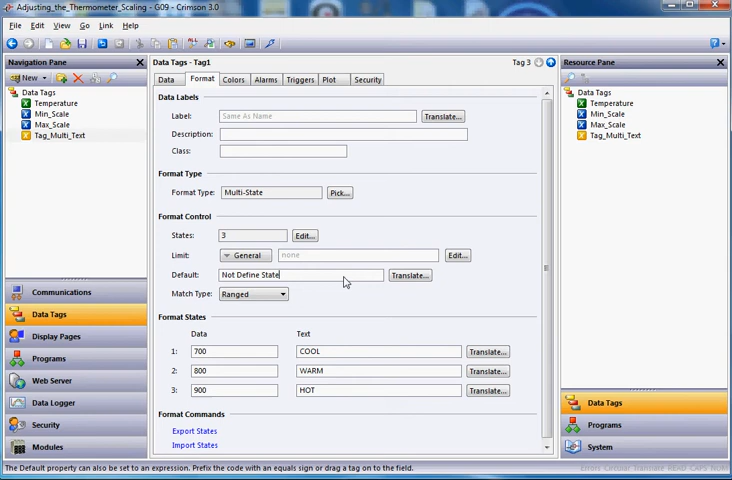 Adjusting_the_Thermometer_Scaling - G09 - Crimson 3.0
File Edit View Go Link Help
Navigation Pane
New
Data Tags
Temperature
Min_Scale
Max_Scale
Tag_Multi_Text
Communications
Data Tags
Display Pages
Programs
Web Server
Data Logger
Security
Modules
Data Tags - Tag1
Tag 3
Data Format Colors Alarms Triggers Plot Security
Data Labels
Label: Same As Name Translate...
Description:
Class:
Format Type
Format Type: Multi-State Pick...
Format Control
States: 3 Edit...
Limit: General none Edit...
Default: Not Define State Translate...
Match Type: Ranged
Format States
Data Text
1: 700 COOL Translate...
2: 800 WARM Translate...
3: 900 HOT Translate...
Format Commands
Export States
Import States
Resource Pane
Data Tags
Temperature
Min_Scale
Max_Scale
Tag_Multi_Text
Data Tags
Programs
System
The Default property can also be set to an expression. Prefix the code with an equals sign or drag a tag on to the field.
Errors Circular Translate READ CAPS NUM